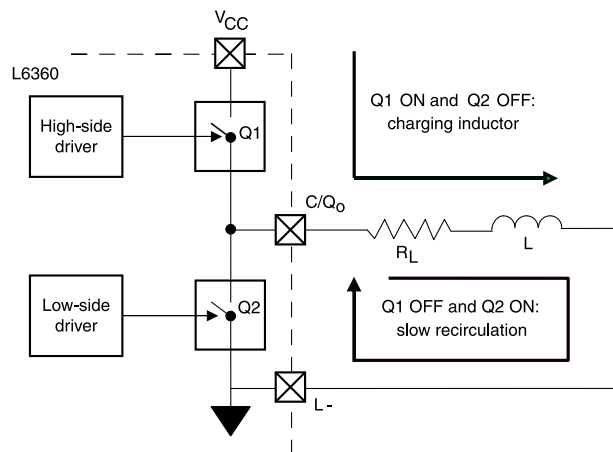 VCC
L6360
High-side
driver
Q1
Q1 ON and Q2 OFF:
charging inductor
C/Qo
RL
L
Low-side
driver
Q2
Q1 OFF and Q2 ON:
slow recirculation
L-